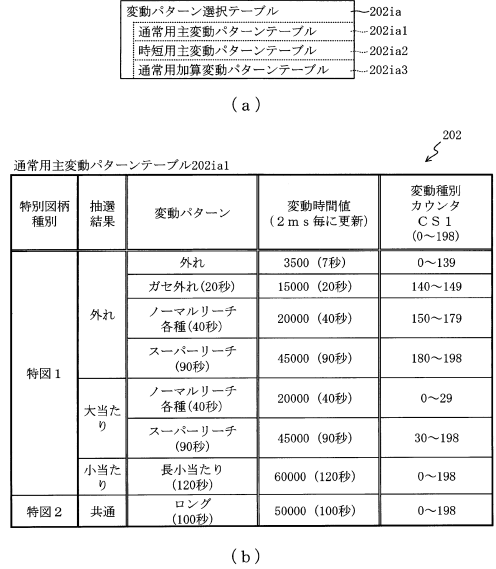 変動パターン選択テーブル 202ia
通常用主変動パターンテーブル 202ia1
時短用主変動パターンテーブル 202ia2
通常用加算変動パターンテーブル 202ia3
(a)
202
通常用主変動パターンテーブル202ia1
特別図柄種別 抽選結果 変動パターン 変動時間値(2ms毎に更新) 変動種別カウンタCS1(0〜198)
特図1 外れ 外れ 3500(7秒) 0〜139
ガセ外れ(20秒) 15000(20秒) 140〜149
ノーマルリーチ各種(40秒) 20000(40秒) 150〜179
スーパーリーチ(90秒) 45000(90秒) 180〜198
大当たり ノーマルリーチ各種(40秒) 20000(40秒) 0〜29
スーパーリーチ(90秒) 45000(90秒) 30〜198
小当たり 長小当たり(120秒) 60000(120秒) 0〜198
特図2 共通 ロング(100秒) 50000(100秒) 0〜198
(b)